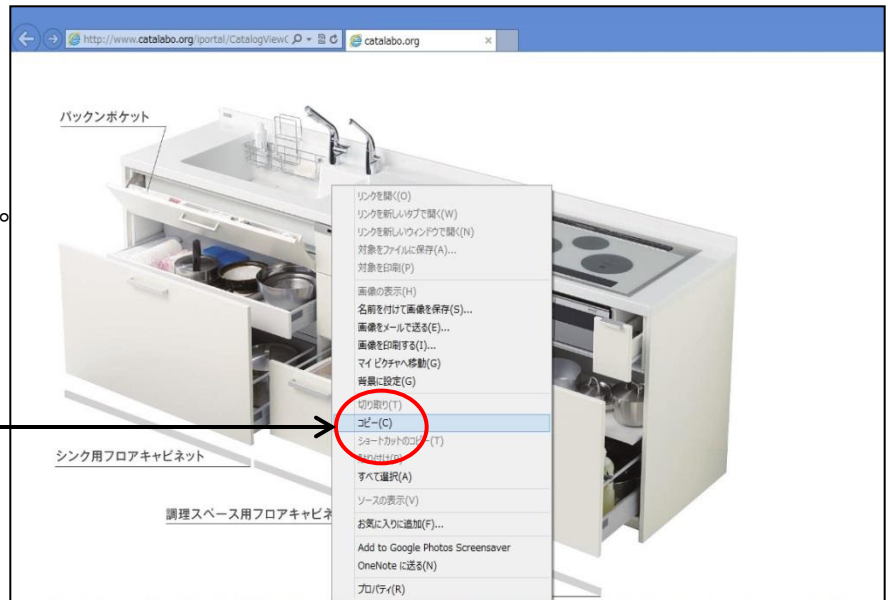 http://www.catalabo.org/iportal/CatalogViewC
catalabo.org
パックンポケット
。
リンクを開く(O)
リンクを新しいタブで開く(W)
リンクを新しいウィンドウで開く(N)
対象をファイルに保存(A)...
対象を印刷(P)
画像の表示(H)
名前を付けて画像を保存(S)...
画像をメールで送る(E)...
画像を印刷する(I)...
マイ ピクチャへ移動(G)
背景に設定(G)
切り取り(T)
コピー(C)
ショートカットのコピー(T)
貼り付け(P)
すべて選択(A)
シンク用フロアキャビネット
ソースの表示(V)
調理スペース用フロアキャビネ
お気に入りに追加(F)...
Add to Google Photos Screensaver
OneNote に送る(N)
プロパティ(R)